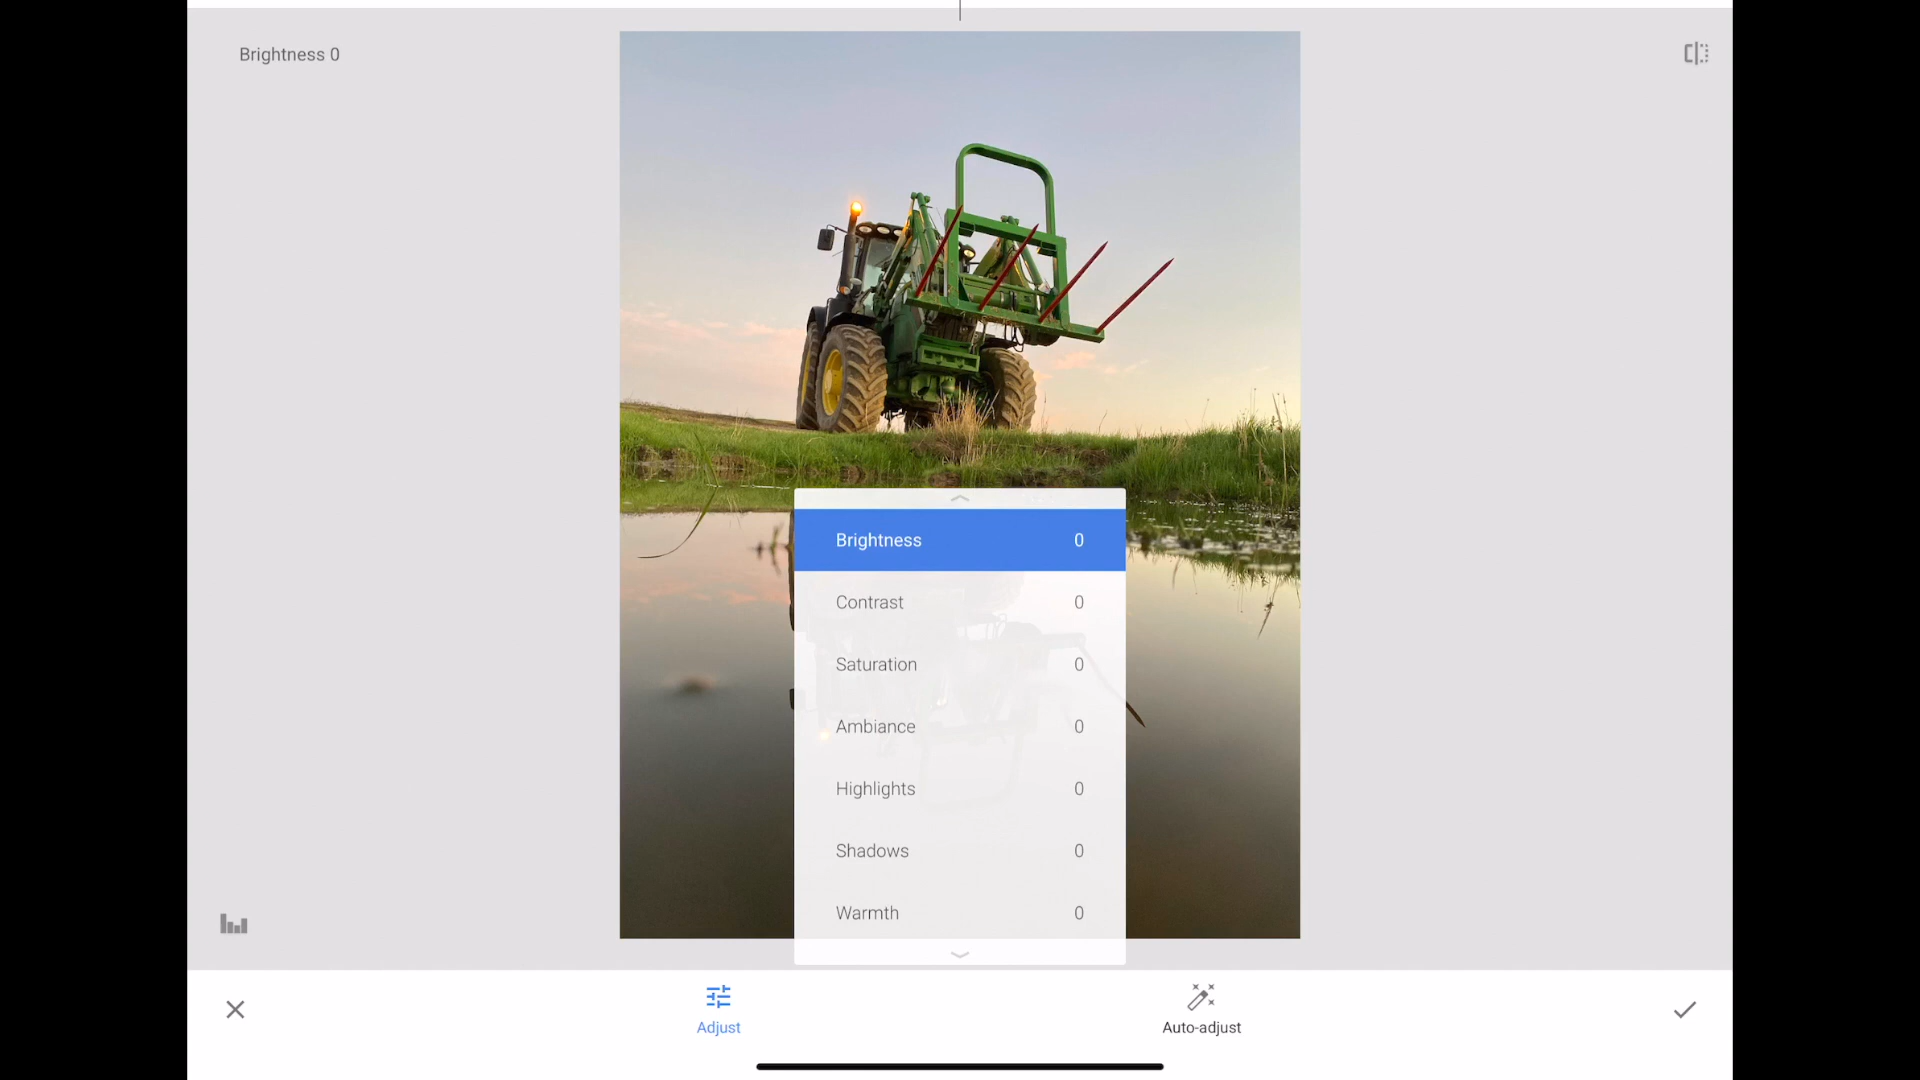 Brightness 0
Brightness 0
Contrast 0
Saturation 0
Ambiance 0
Highlights 0
Shadows 0
Warmth 0
Adjust
Auto-adjust